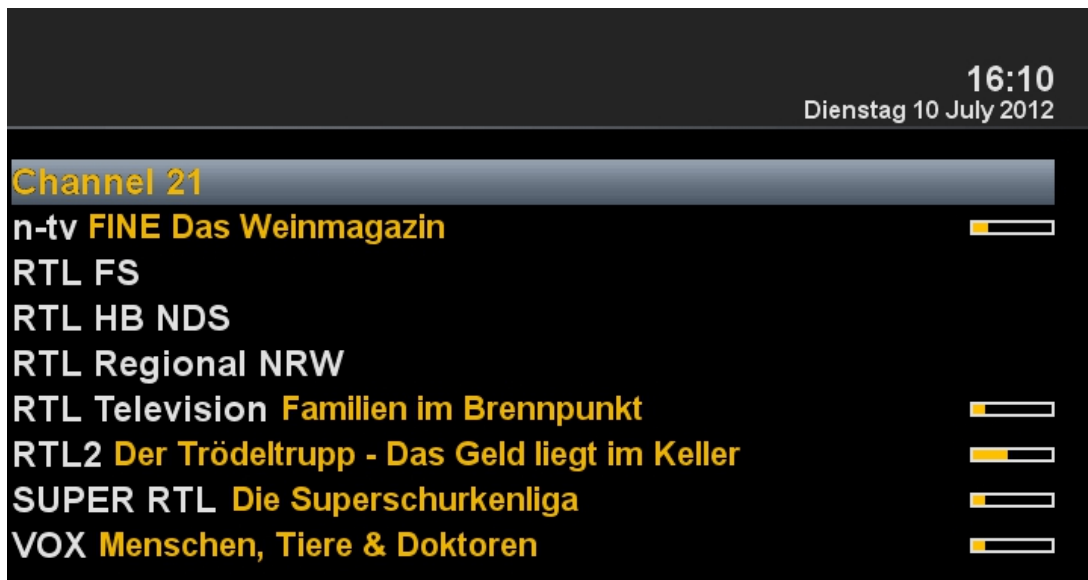 16:10
Dienstag 10 July 2012
Channel 21
n-tv FINE Das Weinmagazin
RTL FS
RTL HB NDS
RTL Regional NRW
RTL Television Familien im Brennpunkt
RTL2 Der Trödeltrupp - Das Geld liegt im Keller
SUPER RTL Die Superschurkenliga
VOX Menschen, Tiere & Doktoren